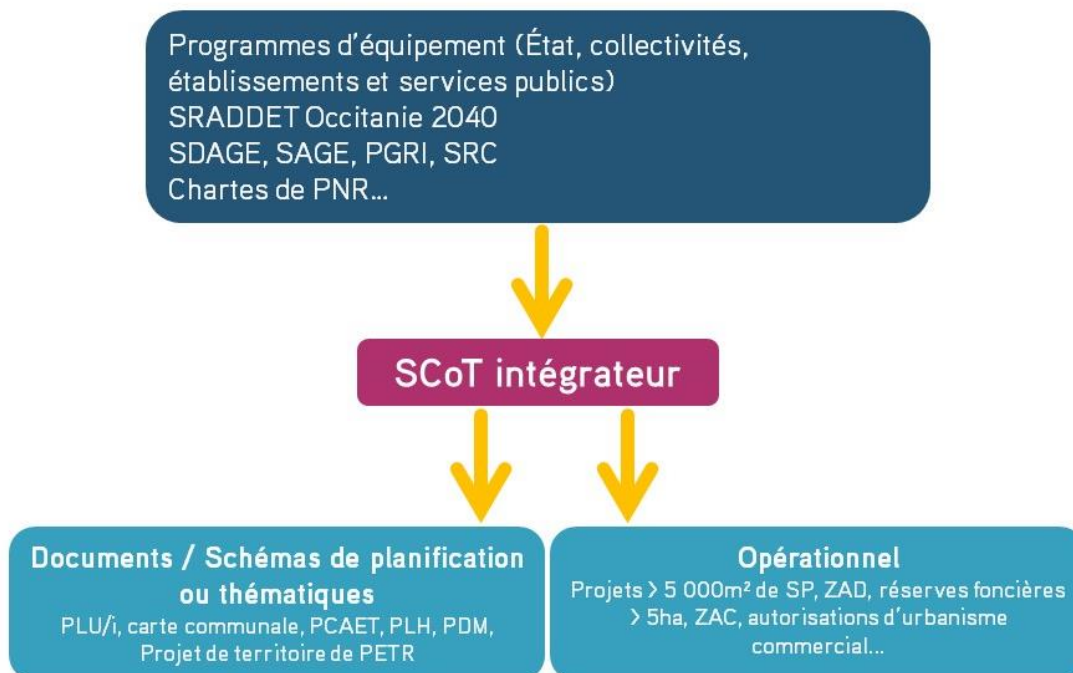 Programmes d'équipement (État, collectivités,
établissements et services publics)
SRADDET Occitanie 2040
SDAGE, SAGE, PGRI, SRC
Chartes de PNR...
SCoT intégrateur
Documents / Schémas de planification
ou thématiques
PLU/i, carte communale, PCAET, PLH, PDM,
Projet de territoire de PETR
Opérationnel
Projets > 5 000m² de SP, ZAD, réserves foncières
> 5ha, ZAC, autorisations d'urbanisme
commercial...